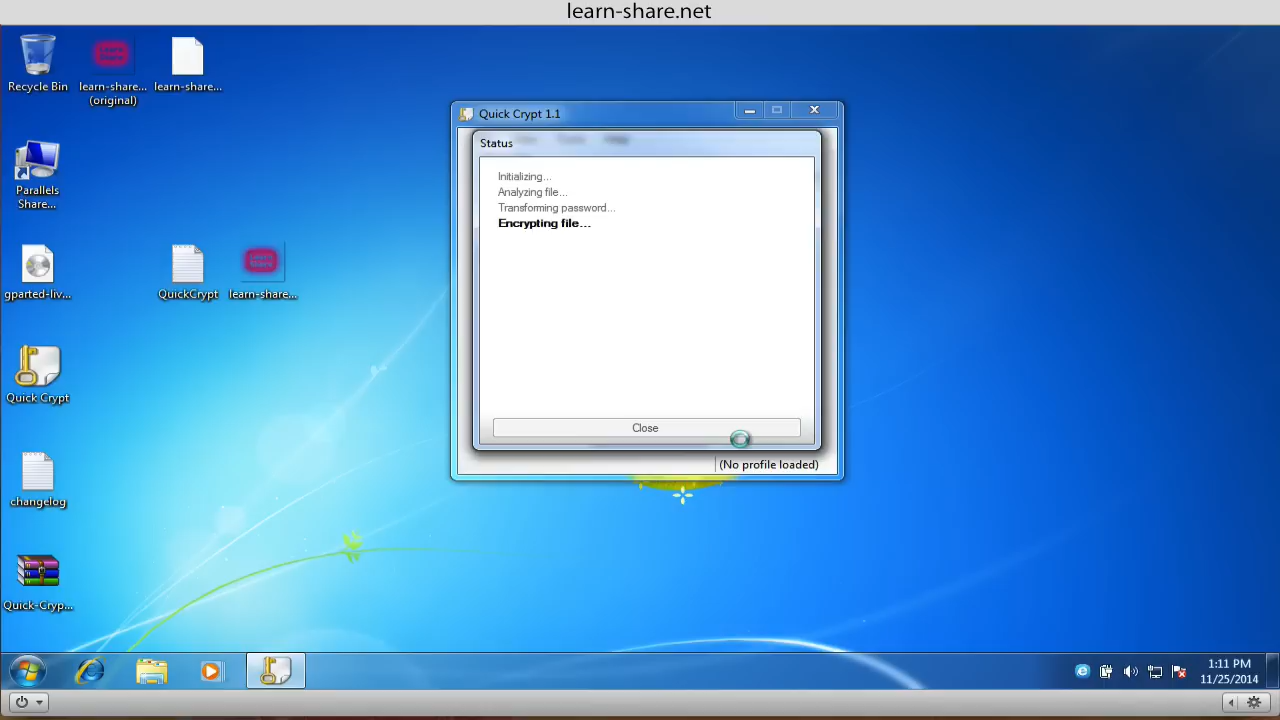 learn-share.net
Recycle Bin
learn-share...
(original)
learn-share...
Parallels
Share...
gparted-liv...
QuickCrypt
learn-share...
Quick Crypt
changelog
Quick-Cryp...
Quick Crypt 1.1
Help
Status
Initializing...
Analyzing file...
Transforming password...
Encrypting file...
Close
(No profile loaded)
1:11 PM
11/25/2014